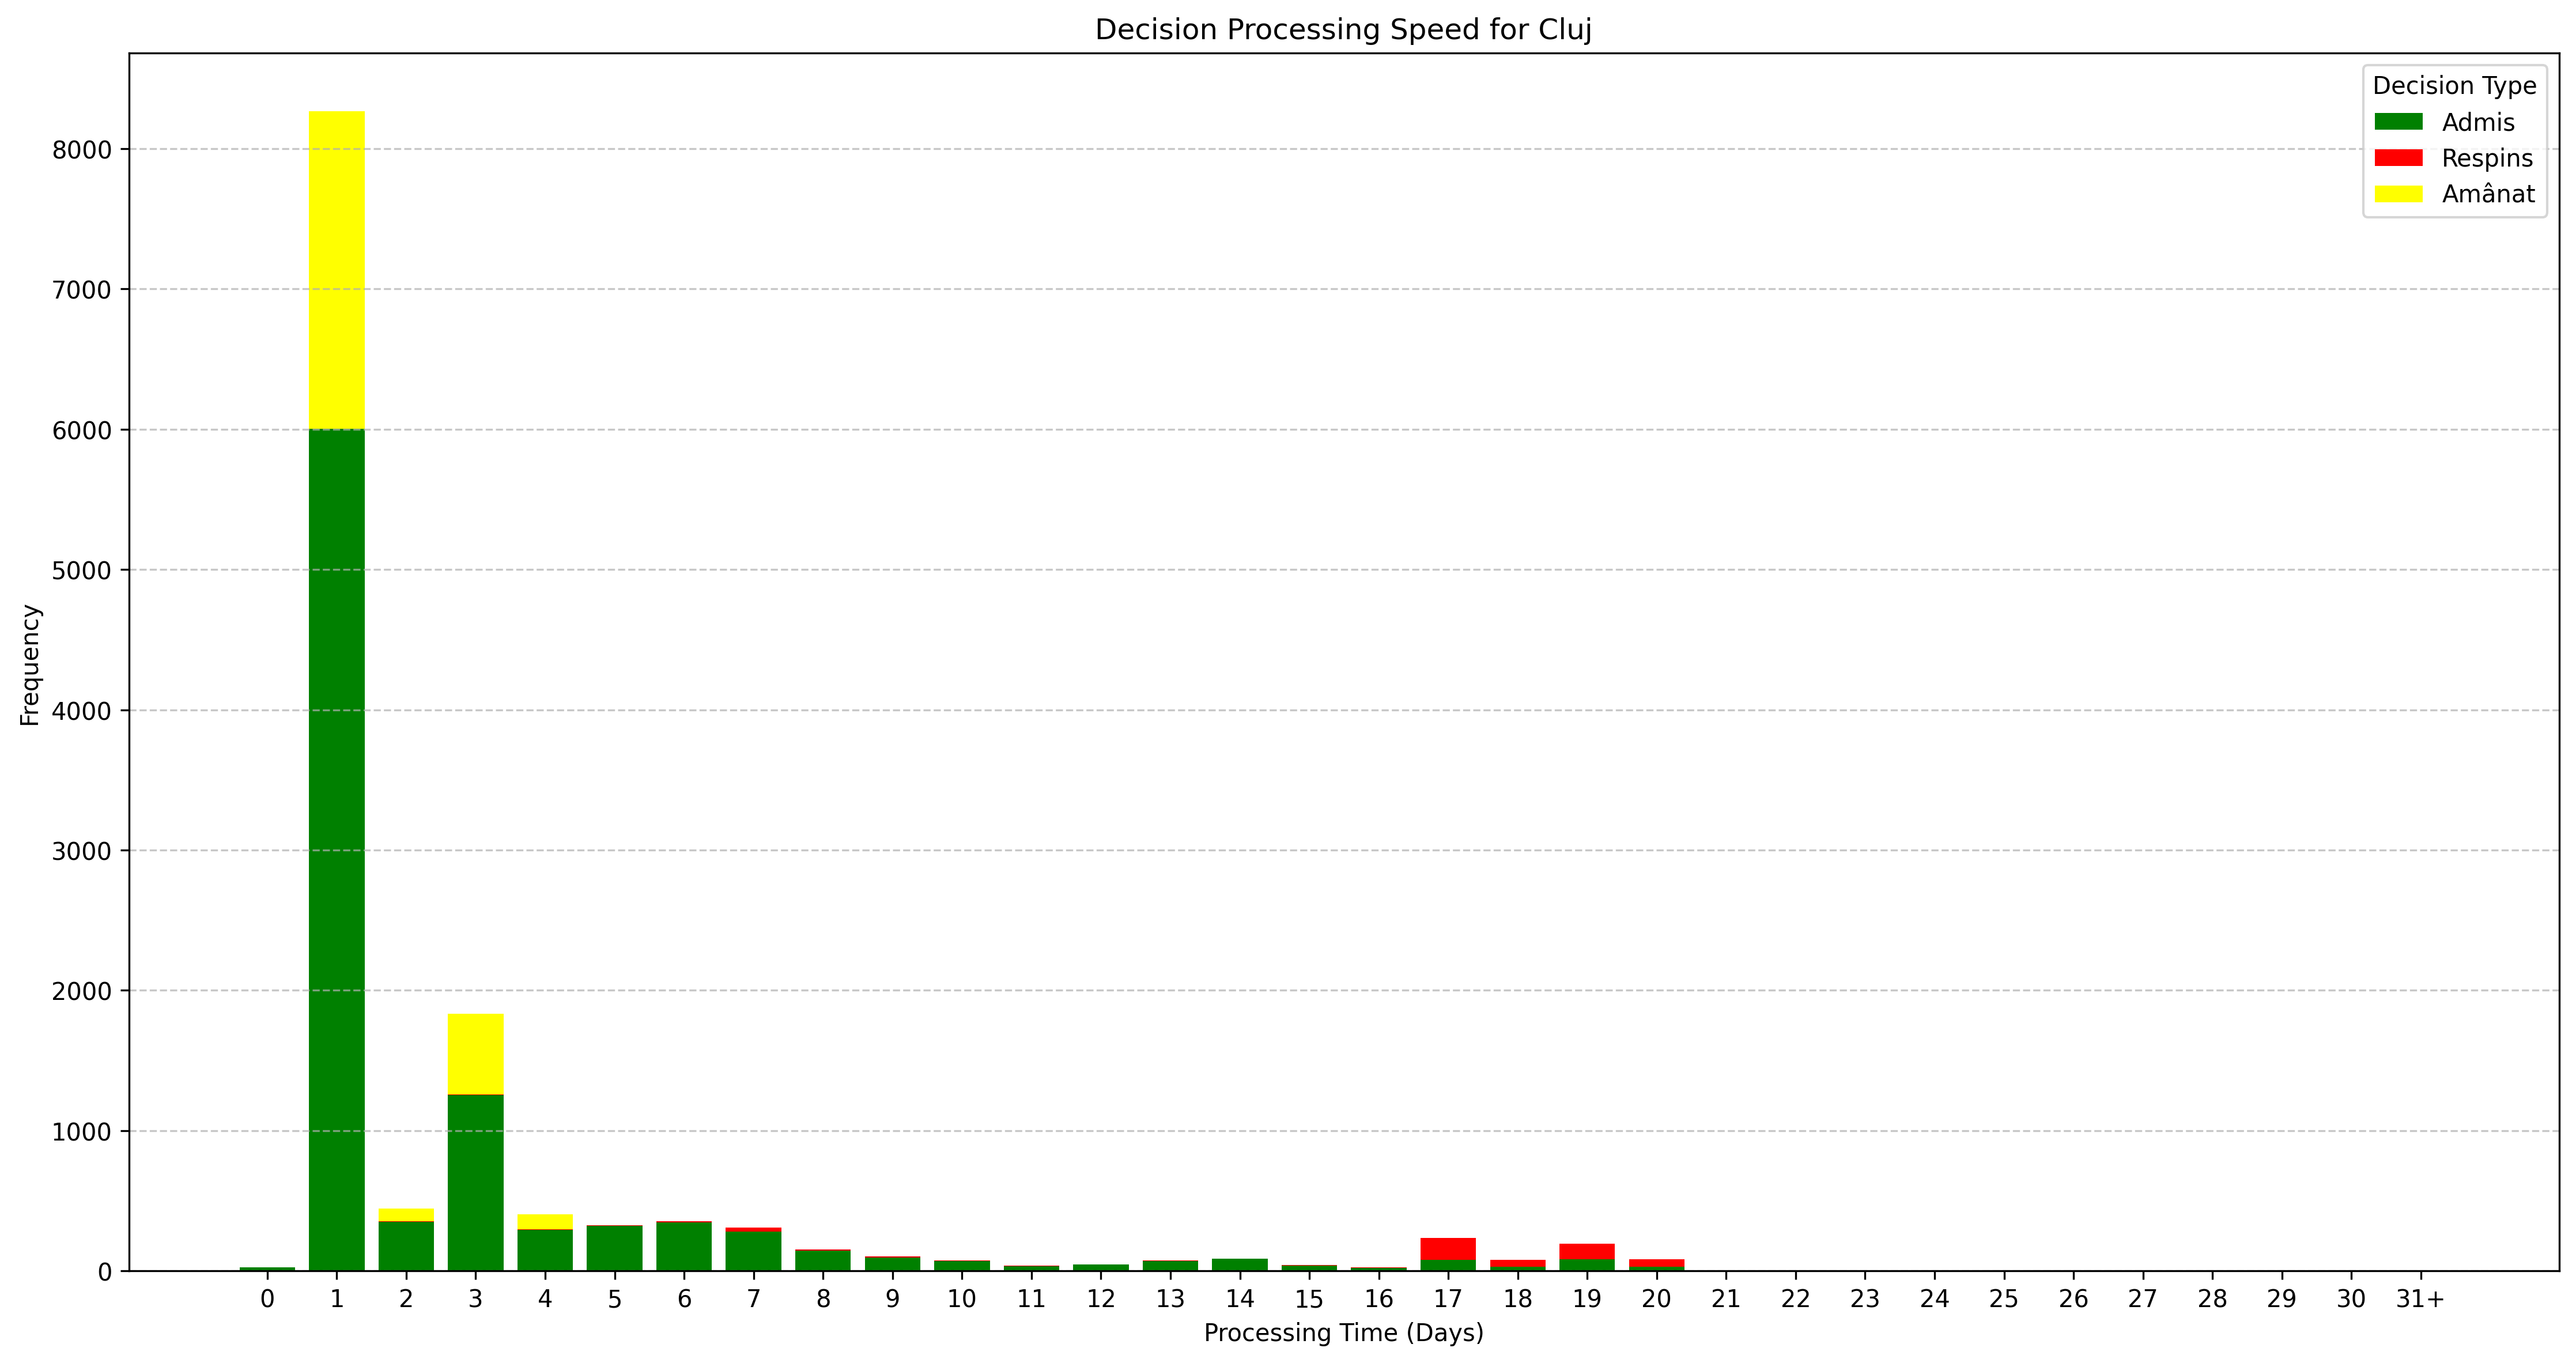 Decision Processing Speed for Cluj
Decision Type
Admis
Respins
Amânat
8000
7000
6000
5000
4000
3000
2000
1000
0
Frequency
0 1 2 3 4 5 6 7 8 9 10 11 12 13 14 15 16 17 18 19 20 21 22 23 24 25 26 27 28 29 30 31+
Processing Time (Days)